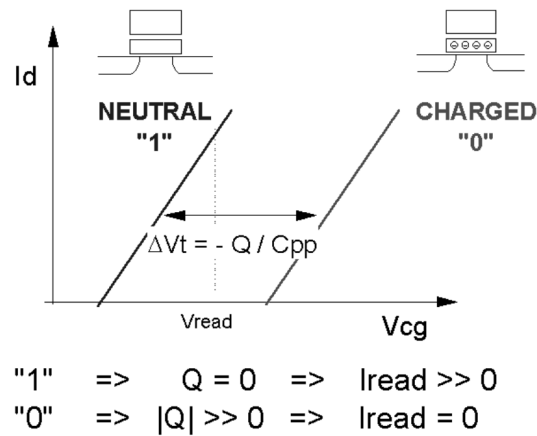 Id
NEUTRAL
"1"
CHARGED
"0"
ΔVt = - Q / Cpp
Vread
Vcg
"1" => Q = 0 => Iread >> 0
"0" => |Q| >> 0 => Iread = 0